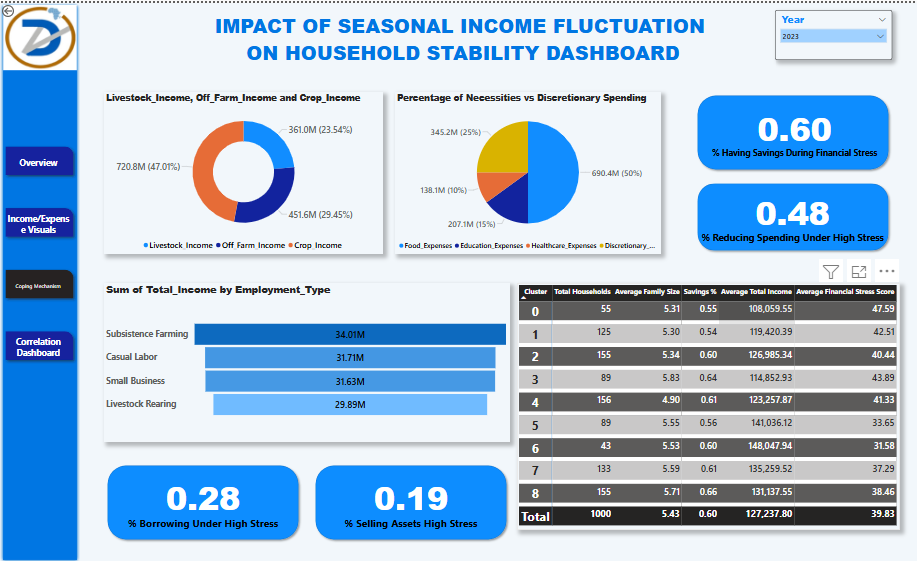 IMPACT OF SEASONAL INCOME FLUCTUATION
ON HOUSEHOLD STABILITY DASHBOARD
Year
2023
Overview
Income/Expens
e Visuals
Coping Mechanism
Correlation
Dashboard
Livestock_Income, Off_Farm_Income and Crop_Income
361.0M (23.54%)
720.8M (47.01%)
451.6M (29.45%)
Livestock_Income Off_Farm_Income Crop_Income
Percentage of Necessities vs Discretionary Spending
345.2M (25%)
690.4M (50%)
138.1M (10%)
207.1M (15%)
Food_Expenses Education_Expenses Healthcare_Expenses Discretionary_...
0.60
% Having Savings During Financial Stress
0.48
% Reducing Spending Under High Stress
Sum of Total_Income by Employment_Type
Subsistence Farming 34.01M
Casual Labor 31.71M
Small Business 31.63M
Livestock Rearing 29.89M
Cluster Total Households Average Family Size Savings % Average Total Income Average Financial Stress Score
0 55 5.31 0.55 108,059.55 47.59
1 125 5.30 0.54 119,420.39 42.51
2 155 5.34 0.60 126,985.34 40.44
3 89 5.83 0.64 114,852.93 43.89
4 156 4.90 0.61 123,257.87 41.33
5 89 5.55 0.56 141,036.12 33.65
6 43 5.53 0.60 148,047.94 31.58
7 133 5.59 0.61 135,259.52 37.29
8 155 5.71 0.66 131,137.55 38.46
Total 1000 5.43 0.60 127,237.80 39.83
0.28
% Borrowing Under High Stress
0.19
% Selling Assets High Stress